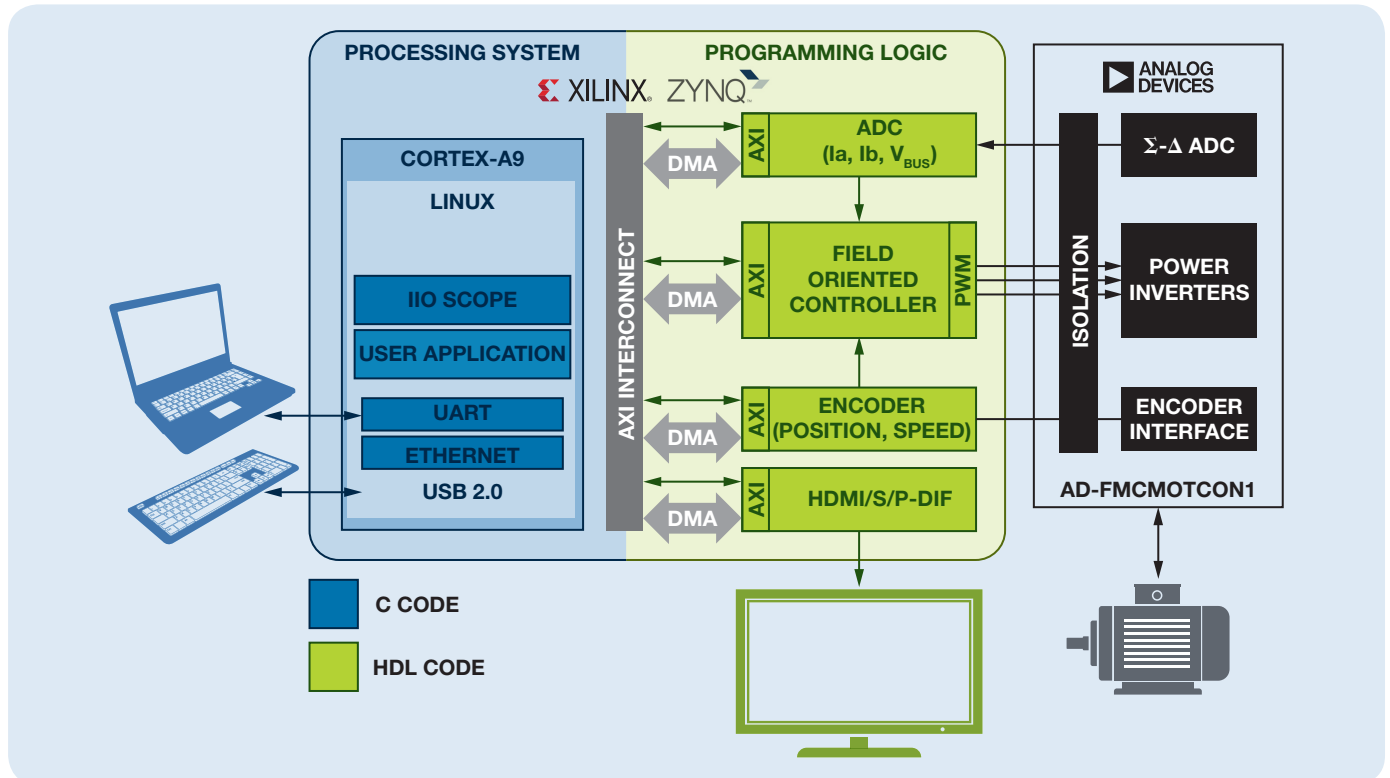 PROCESSING SYSTEM
PROGRAMMING LOGIC
XILINX® ZYNQ™
ANALOG
DEVICES
CORTEX-A9
LINUX
IIO SCOPE
USER APPLICATION
UART
ETHERNET
USB 2.0
AXI INTERCONNECT
DMA
DMA
DMA
DMA
AXI
ADC
(Ia, Ib, VBUS)
AXI
FIELD
ORIENTED
CONTROLLER
PWM
AXI
ENCODER
(POSITION, SPEED)
AXI
HDMI/S/P-DIF
ISOLATION
Σ-Δ ADC
POWER
INVERTERS
ENCODER
INTERFACE
AD-FMCMOTCON1
C CODE
HDL CODE